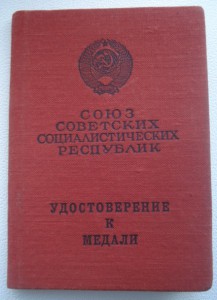 СОЮЗ
СОВЕТСКИХ
СОЦИАЛИСТИЧЕСКИХ
РЕСПУБЛИК
УДОСТОВЕРЕНИЕ
К
МЕДАЛИ